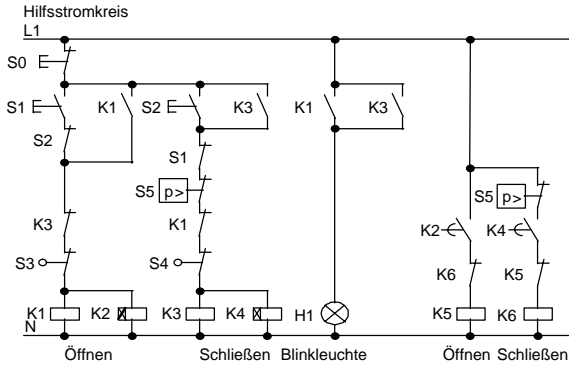 Hilfsstromkreis
L1
S0
S1 K1 S2 K3 K1 K3
S2
S1
S5 p> S5 p>
K3 K1 K2 K4
S3 S4 K6 K5
K1 K2 K3 K4 H1 K5 K6
N
Öffnen Schließen Blinkleuchte Öffnen Schließen